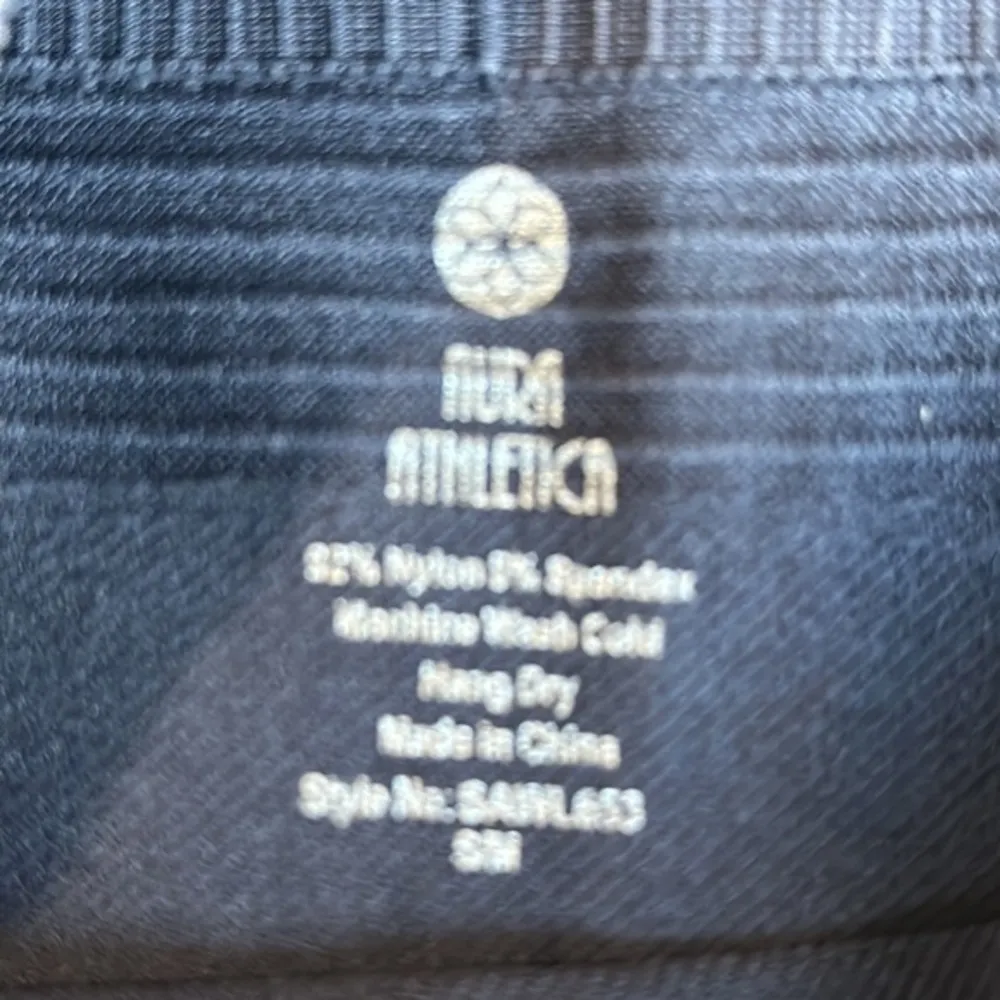 AURA
ATHLETICA
92% Nylon 8% Spandex
Machine Wash Cold
Hang Dry
Made in China
Style No:
S/M